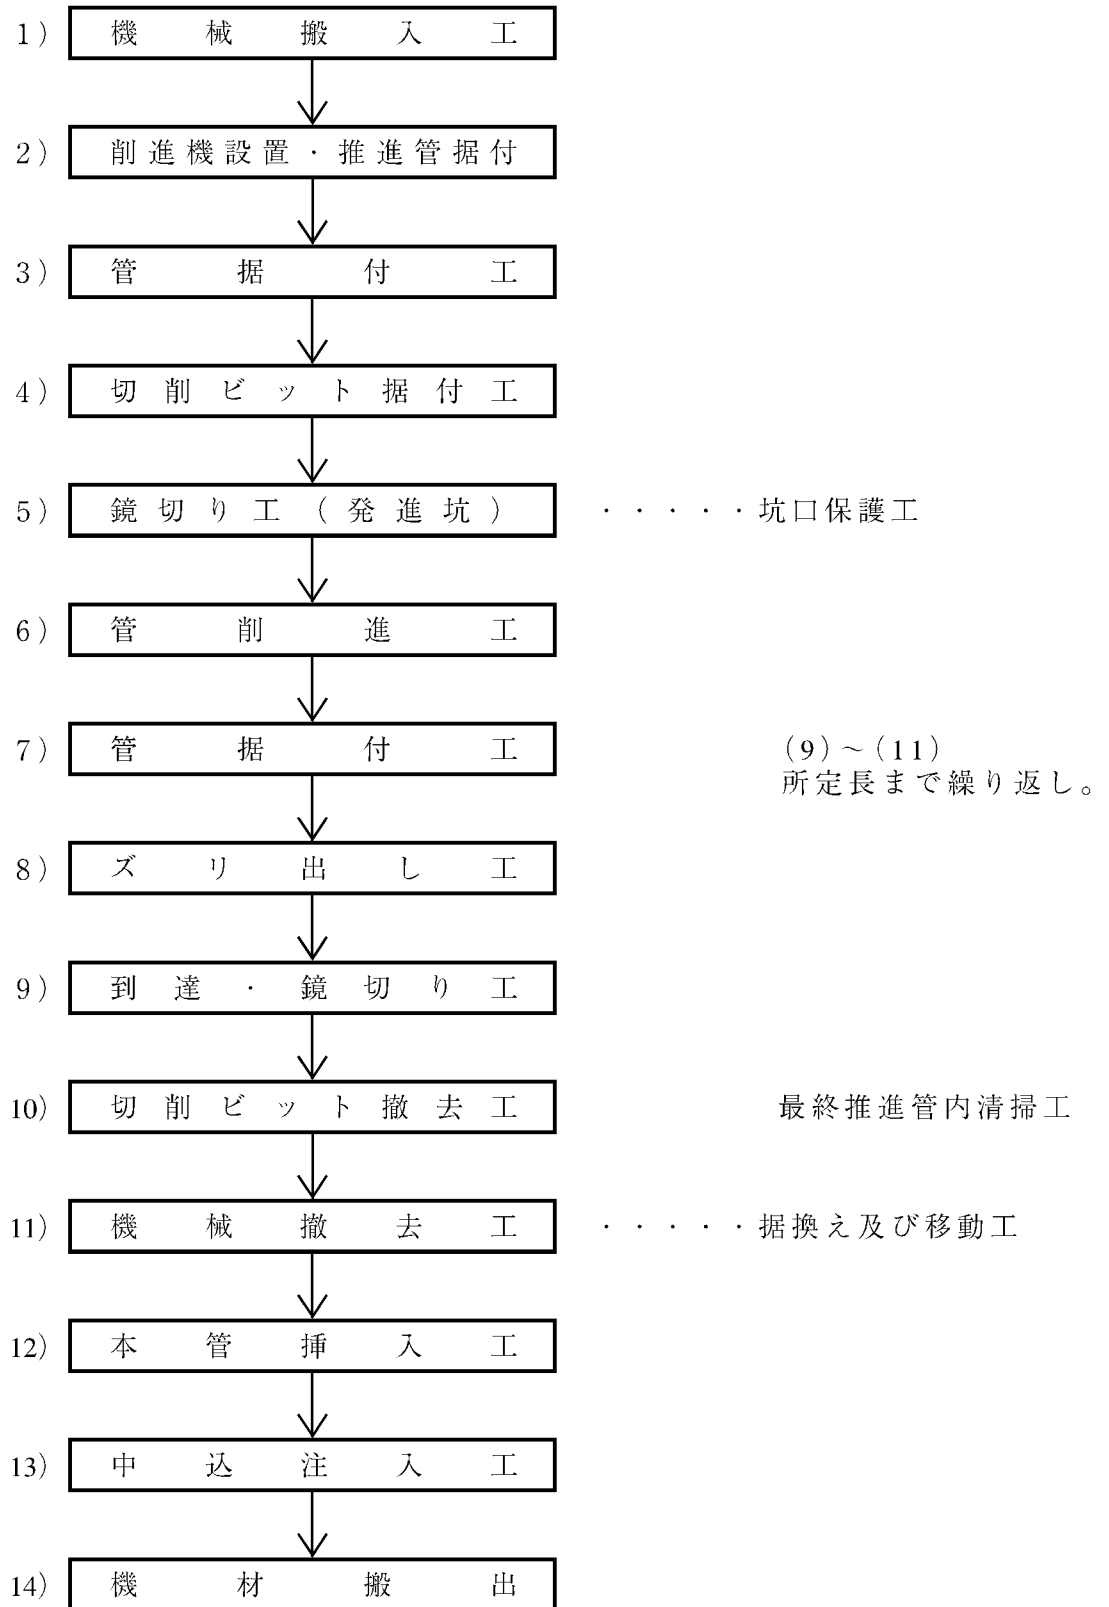 1) 機械搬入工
2) 削進機設置・推進管据付
3) 管据付工
4) 切削ビット据付工
5) 鏡切り工(発進坑) ・・・・・坑口保護工
6) 管削進工
7) 管据付工 (9)～(11)
所定長まで繰り返し。
8) ズリ出し工
9) 到達・鏡切り工
10) 切削ビット撤去工 最終推進管内清掃工
11) 機械撤去工 ・・・・・据換え及び移動工
12) 本管挿入工
13) 中込注入工
14) 機材搬出